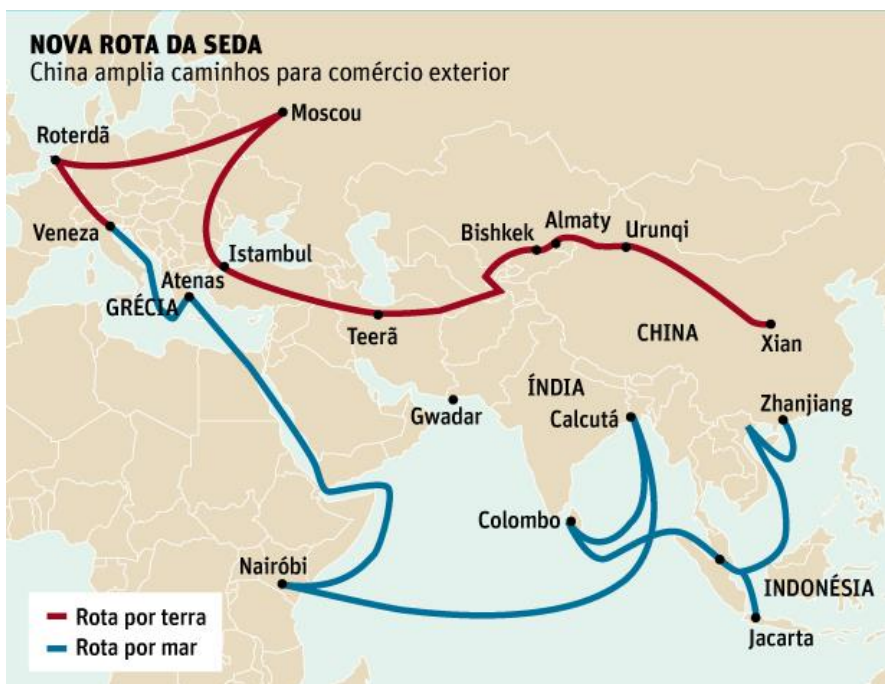 NOVA ROTA DA SEDA
China amplia caminhos para comércio exterior
Moscou
Roterdã
Veneza
Istambul
Atenas
GRÉCIA
Teerã
Bishkek
Almaty
Urunqi
CHINA
Xian
Gwadar
ÍNDIA
Calcutá
Zhanjiang
Colombo
Nairóbi
INDONÉSIA
Jacarta
Rota por terra
Rota por mar